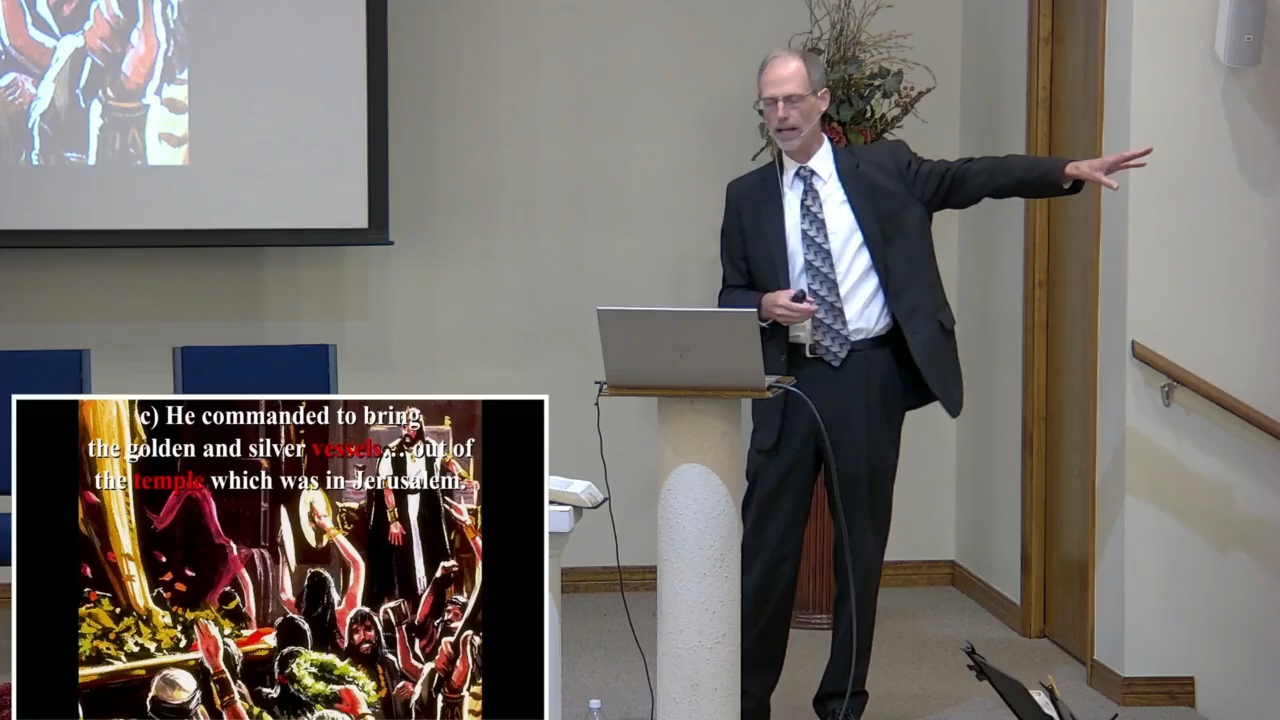 c) He commanded to bring
the golden and silver vessels... out of
the temple which was in Jerusalem.